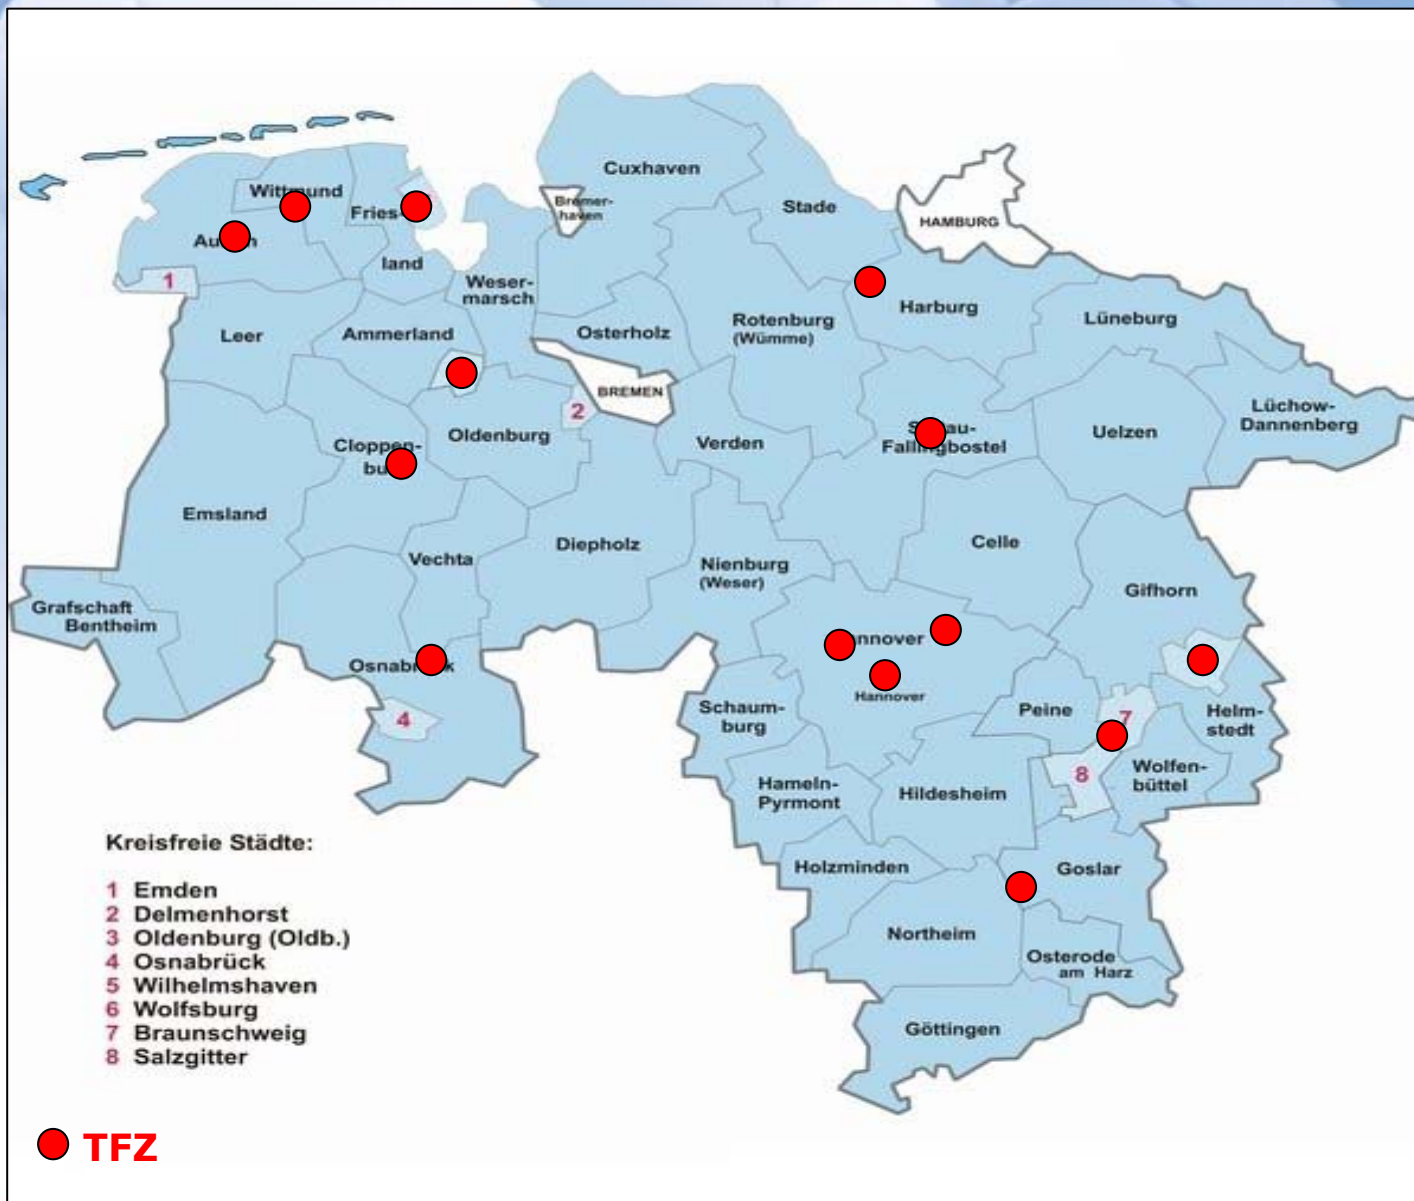 Cuxhaven
Wittmund
Bremer-
haven
Stade
Fries-
HAMBURG
land
1
Weser-
marsch
Harburg
Lüneburg
Rotenburg
(Wümme)
Leer
Ammerland
Osterholz
BREMEN
2
Lüchow-
Dannenberg
Oldenburg
Verden
Uelzen
Cloppen-
Fallingbostel
Emsland
Vechta
Diepholz
Celle
Nienburg
(Weser)
Gifhorn
Grafschaft
Bentheim
Hannover
Schaum-
burg
Peine
7
Helm-
stedt
4
8
Wolfen-
büttel
Hameln-
Pyrmont
Hildesheim
Holzminden
Goslar
Northeim
Osterode
am Harz
Göttingen
Kreisfreie Städte:
1 Emden
2 Delmenhorst
3 Oldenburg (Oldb.)
4 Osnabrück
5 Wilhelmshaven
6 Wolfsburg
7 Braunschweig
8 Salzgitter
TFZ